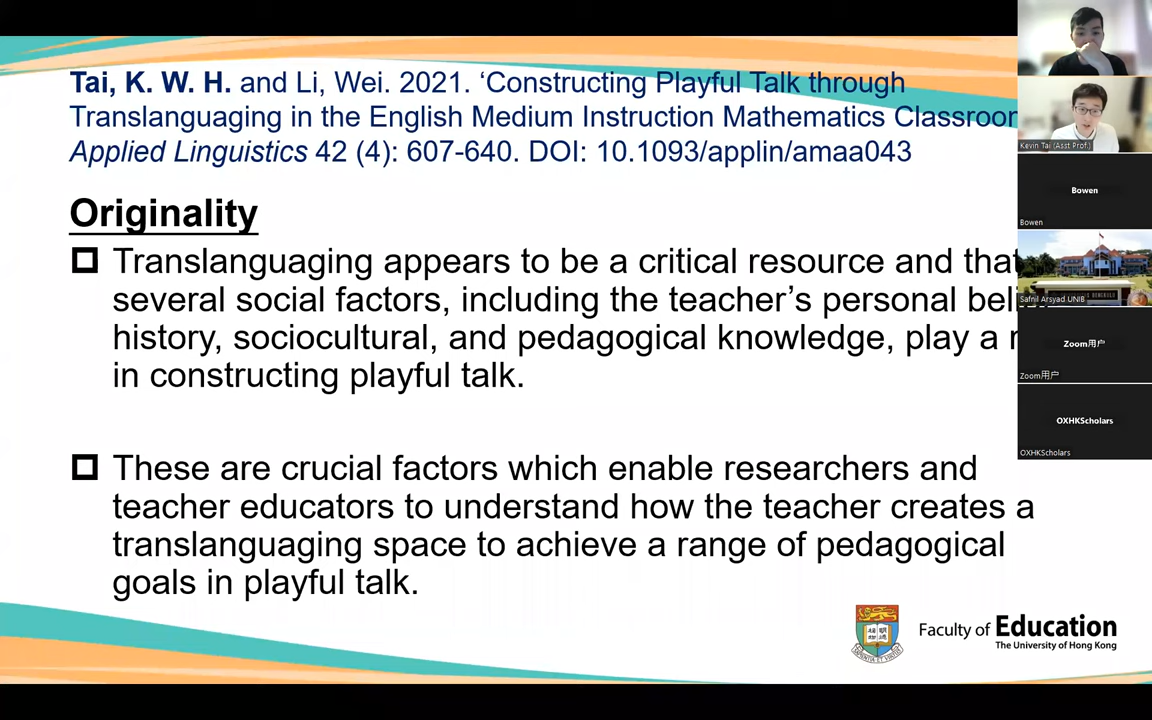 Tai, K. W. H. and Li, Wei. 2021. ‘Constructing Playful Talk through
Translanguaging in the English Medium Instruction Mathematics
Applied Linguistics 42 (4): 607-640. DOI: 10.1093/applin/amaa043
Originality
Translanguaging appears to be a critical resource and that
several social factors, including the teacher’s personal
history, sociocultural, and pedagogical knowledge, play a
in constructing playful talk.
These are crucial factors which enable researchers and
teacher educators to understand how the teacher creates a
translanguaging space to achieve a range of pedagogical
goals in playful talk.
Faculty of Education
The University of Hong Kong
Kevin Tai (Asst Prof.)
Bowen
Bowen
Safnil Arsyad UNIB
Zoom用户
Zoom用户
OXHKScholars
OXHKScholars